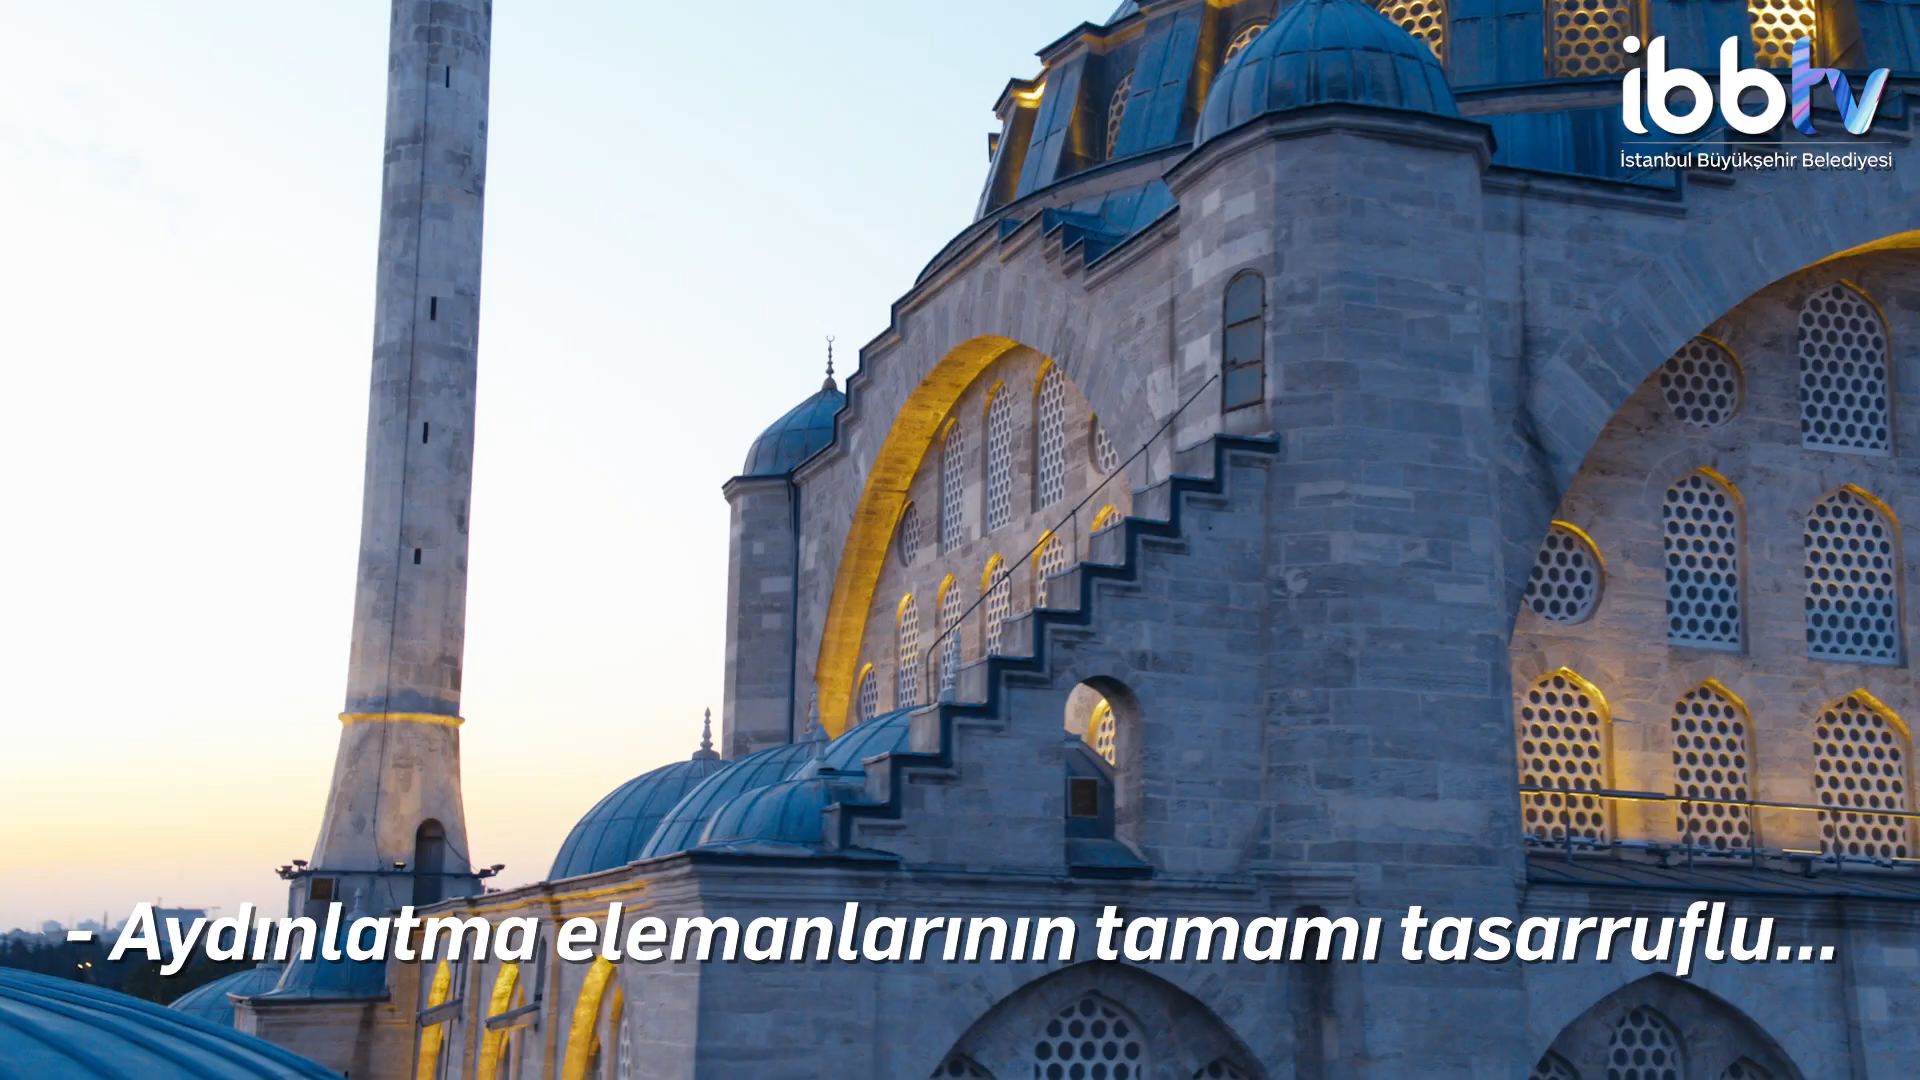 ibbtv
İstanbul Büyükşehir Belediyesi
- Aydınlatma elemanlarının tamamı tasarruflu...